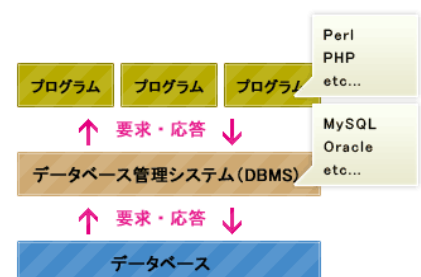 Perl
PHP
etc...
プログラム
プログラム
プログラム
要求・応答
MySQL
Oracle
etc...
データベース管理システム(DBMS)
要求・応答
データベース